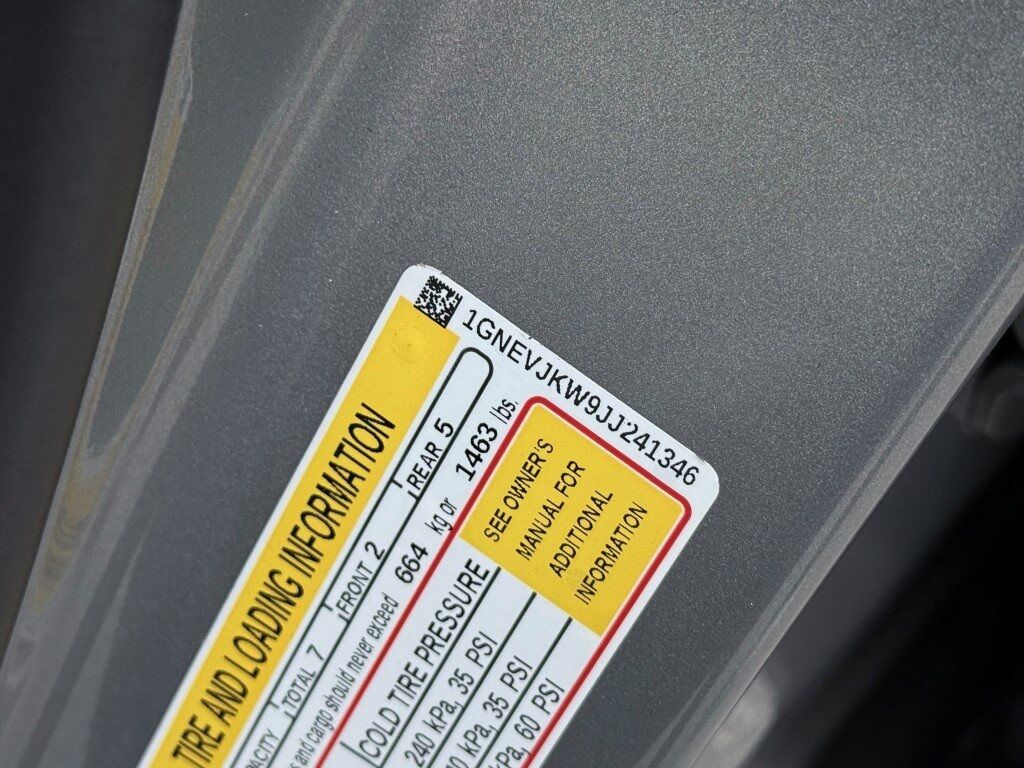 1GNEVJKW9JJ241346
TIRE AND LOADING INFORMATION
TOTAL 7 FRONT 2 REAR 5
and cargo should never exceed 664 kg or 1463 lbs.
COLD TIRE PRESSURE
240 kPa, 35 PSI
kPa, 35 PSI
kPa, 60 PSI
SEE OWNER'S
MANUAL FOR
ADDITIONAL
INFORMATION